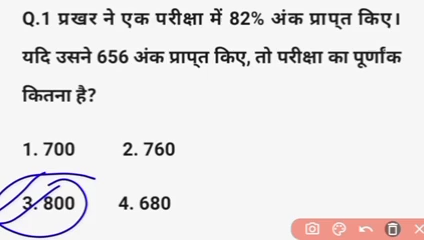 Q.1 प्रखर ने एक परीक्षा में 82% अंक प्राप्त किए।
यदि उसने 656 अंक प्राप्त किए, तो परीक्षा का पूर्णांक
कितना है?
1. 700 2. 760
3. 800 4. 680